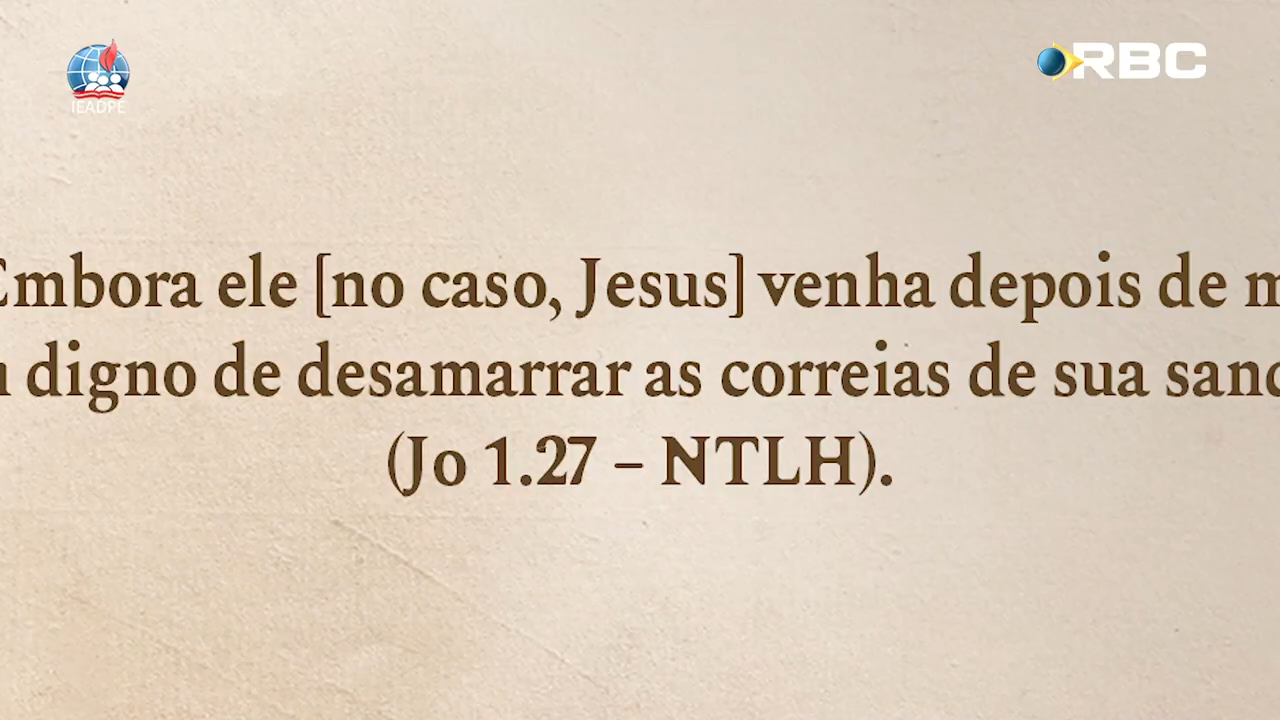 IEADPE
RBC
Embora ele [no caso, Jesus] venha depois de
digno de desamarrar as correias de sua
(Jo 1.27 – NTLH).